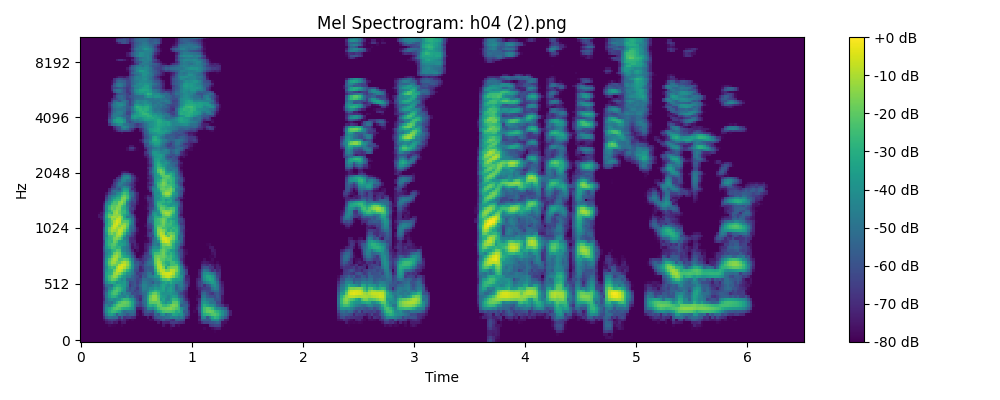 Mel Spectrogram: h04 (2).png
Hz
8192
4096
2048
1024
512
0
0 1 2 3 4 5 6
Time
+0 dB
-10 dB
-20 dB
-30 dB
-40 dB
-50 dB
-60 dB
-70 dB
-80 dB